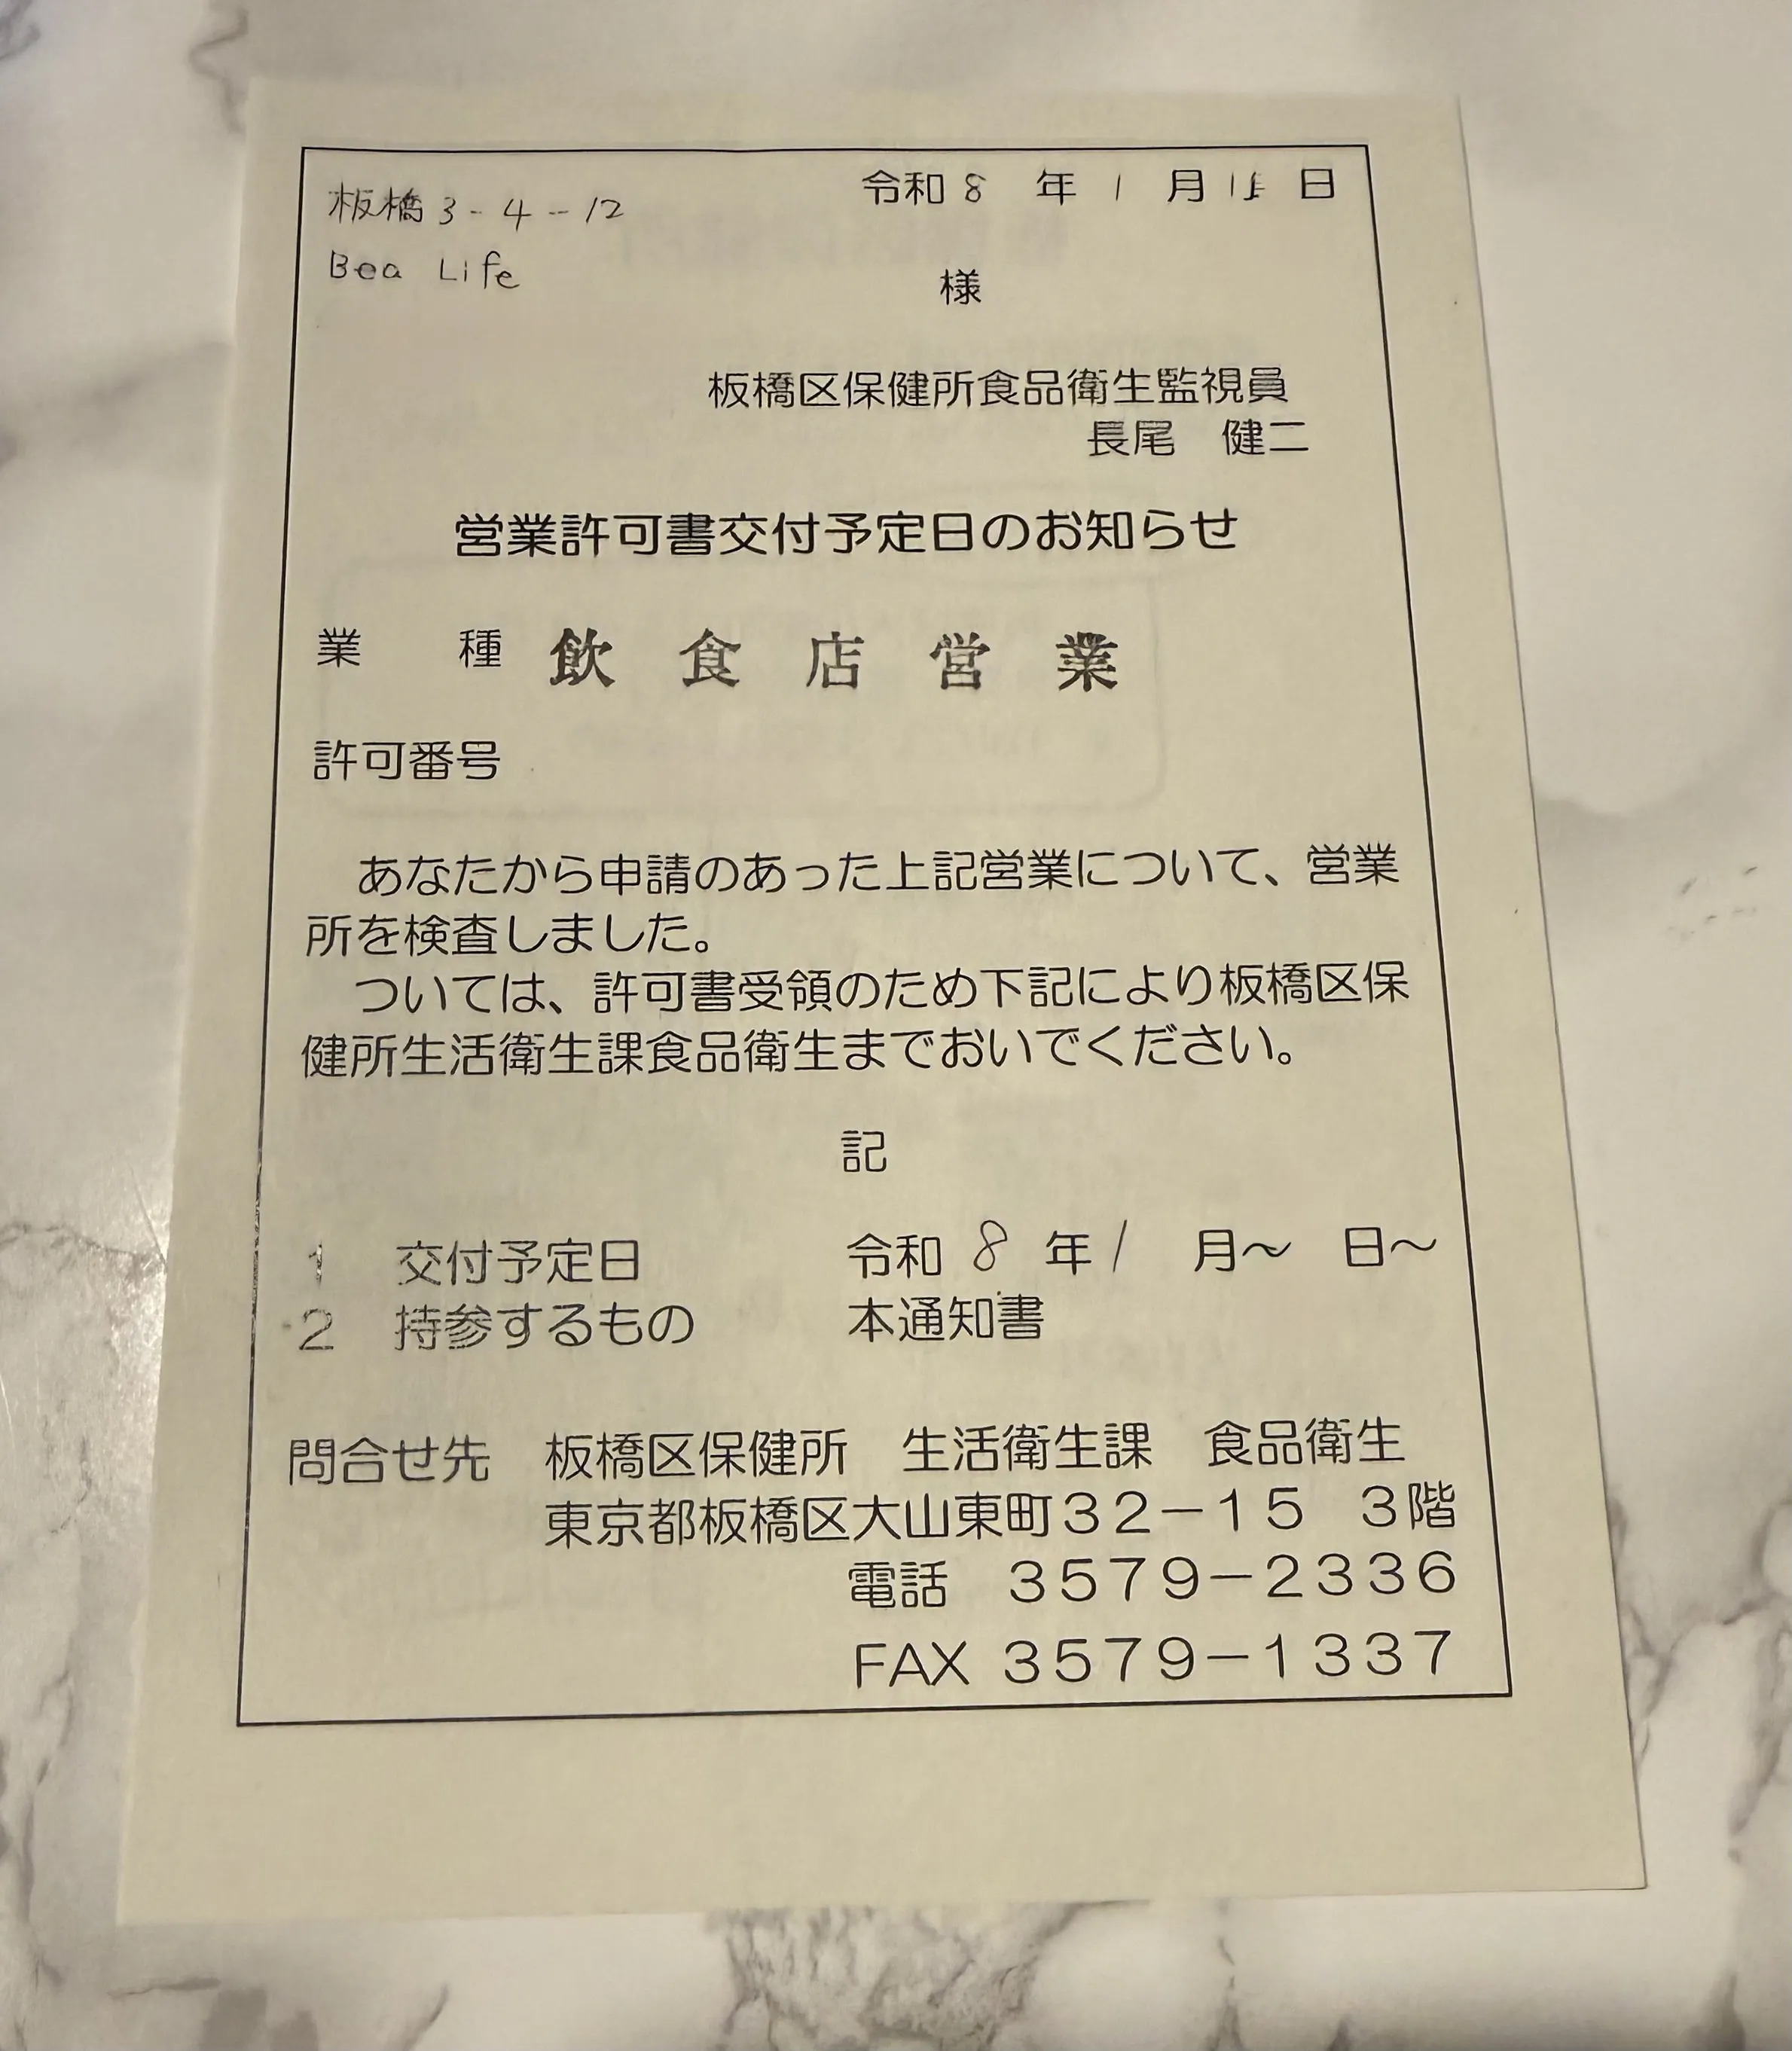 令和 8 年 1 月 日
板橋 3-4-12
Bea Life
様
板橋区保健所食品衛生監視員
長尾 健二
営業許可書交付予定日のお知らせ
業 種 飲食店営業
許可番号
あなたから申請のあった上記営業について、営業
所を検査しました。
ついては、許可書受領のため下記により板橋区保
健所生活衛生課食品衛生までおいでください。
記
1 交付予定日 令和 8 年 1 月～ 日～
2 持参するもの 本通知書
問合せ先 板橋区保健所 生活衛生課 食品衛生
東京都板橋区大山東町32－15 3階
電話 3579－2336
FAX 3579－1337